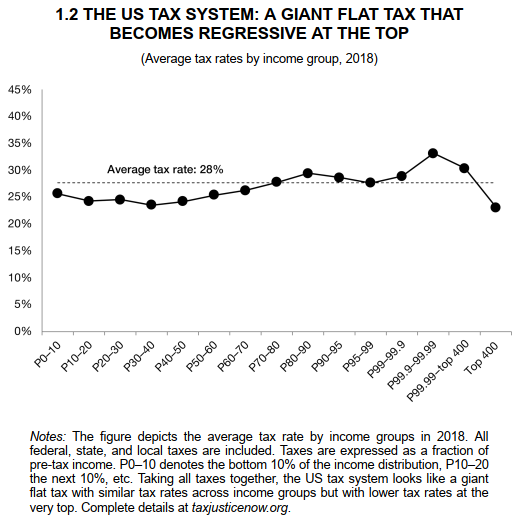 1.2 THE US TAX SYSTEM: A GIANT FLAT TAX THAT
BECOMES REGRESSIVE AT THE TOP
(Average tax rates by income group, 2018)
45%
40%
35%
30%
25%
20%
15%
10%
5%
0%
Average tax rate: 28%
P0–10
P10–20
P20–30
P30–40
P40–50
P50–60
P60–70
P70–80
P80–90
P90–95
P95–99
P99–99.9
P99.9–99.99
P99.99–top 400
Top 400
Notes: The figure depicts the average tax rate by income groups in 2018. All
federal, state, and local taxes are included. Taxes are expressed as a fraction of
pre-tax income. P0–10 denotes the bottom 10% of the income distribution, P10–20
the next 10%, etc. Taking all taxes together, the US tax system looks like a giant
flat tax with similar tax rates across income groups but with lower tax rates at the
very top. Complete details at taxjusticenow.org.